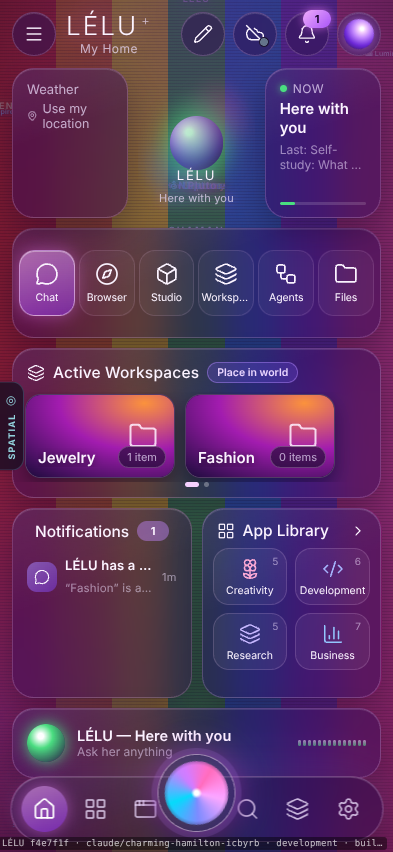 LÉLU +
My Home
1
Weather
Use my
location
LÉLU
Here with you
NOW
Here with
you
Last: Self-
study: What ...
Chat
Browser
Studio
Worksp...
Agents
Files
Active Workspaces
Place in world
SPATIAL
Jewelry
1 item
Fashion
0 items
Notifications
1
LÉLU has a ...
"Fashion" is a...
1m
App Library
Creativity
5
Development
6
Research
5
Business
7
LÉLU — Here with you
Ask her anything
LÉLU f4e7f1f · claude/charming-hamilton-icbyrb · development · buil…